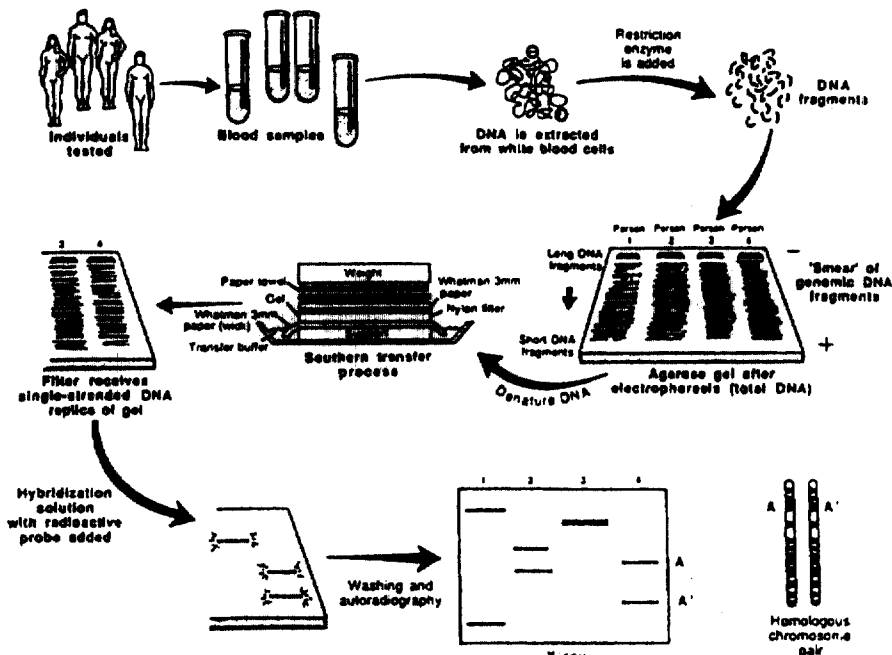 Individuals
tested
Blood samples
DNA is extracted
from white blood cells
Restriction
enzyme
is added
DNA
fragments
3 4
Filter receives
single-stranded DNA
replica of gel
Weight
Paper towel
Gel
Whatman 3mm
paper (wick)
Transfer buffer
Whatman 3mm
paper
Nylon filter
Southern transfer
process
Denature DNA
Person Person Person Person
1 2 3 4
Long DNA
fragments
Short DNA
fragments
−
+
'Smear' of
genomic DNA
fragments
Agarose gel after
electrophoresis (total DNA)
Hybridization
solution
with radioactive
probe added
Washing and
autoradiography
1 2 3 4
A
A'
A A'
Homologous
chromosome
pair